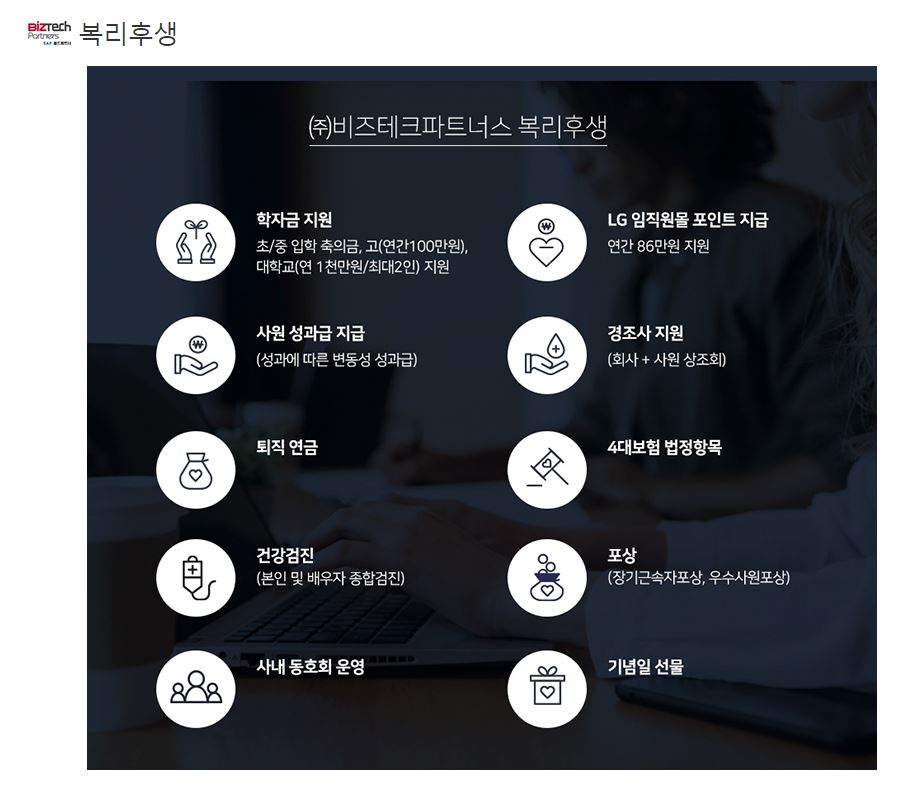 BIZTech
Partners
SAP 골드파트너
복리후생
㈜비즈테크파트너스 복리후생
학자금 지원
초/중 입학 축의금, 고(연간100만원),
대학교(연 1천만원/최대2인) 지원
LG 임직원몰 포인트 지급
연간 86만원 지원
사원 성과급 지급
(성과에 따른 변동성 성과급)
경조사 지원
(회사 + 사원 상조회)
퇴직 연금
4대보험 법정항목
건강검진
(본인 및 배우자 종합검진)
포상
(장기근속자포상, 우수사원포상)
사내 동호회 운영
기념일 선물